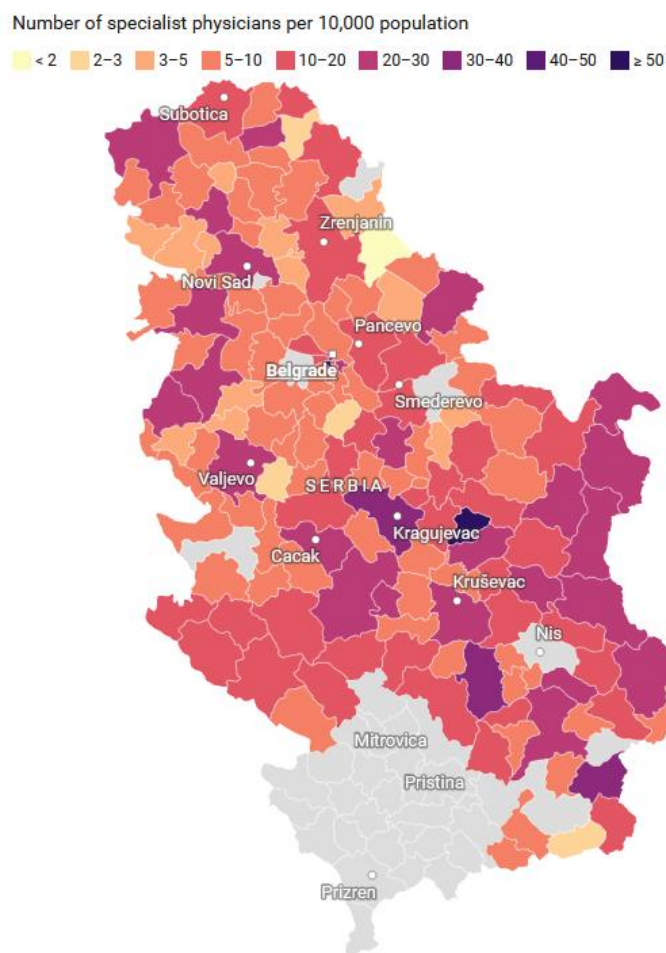 Number of specialist physicians per 10,000 population
< 2 2–3 3–5 5–10 10–20 20–30 30–40 40–50 ≥ 50
Subotica
Zrenjanin
Novi Sad
Pancevo
Belgrade
Smederevo
Valjevo
SERBIA
Kragujevac
Cacak
Kruševac
Nis
Mitrovica
Pristina
Prizren